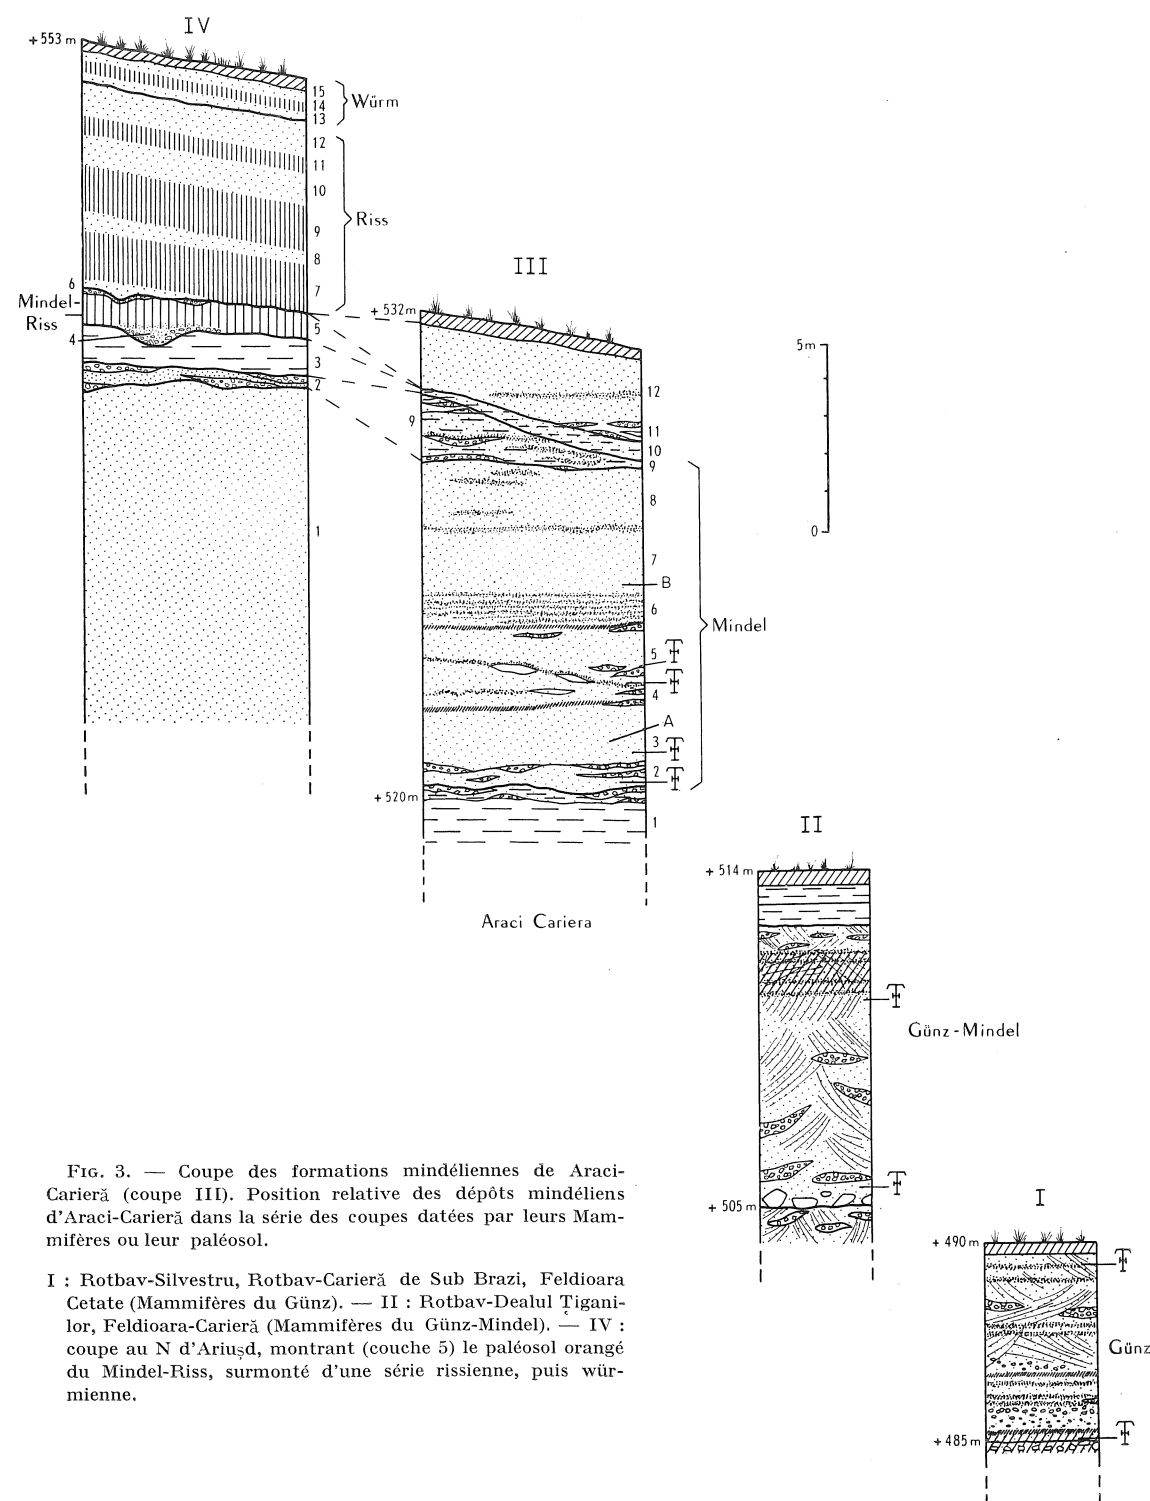 IV
+ 553 m
15
14
13
Würm
12
11
10
9
8
7
Riss
6
Mindel-
Riss
5
4
3
2
1
III
+ 532m
12
11
10
9
9
8
7
B
6
5
4
A
3
2
1
Mindel
+ 520m
Araci Cariera
5m
0
II
+ 514 m
Günz-Mindel
+ 505 m
I
+ 490 m
Günz
+ 485 m
FIG. 3. — Coupe des formations mindéliennes de Araci-
Carieră (coupe III). Position relative des dépôts mindéliens
d'Araci-Carieră dans la série des coupes datées par leurs Mam-
mifères ou leur paléosol.
I : Rotbav-Silvestru, Rotbav-Carieră de Sub Brazi, Feldioara
Cetate (Mammifères du Günz). — II : Rotbav-Dealul Țigani-
lor, Feldioara-Carieră (Mammifères du Günz-Mindel). — IV :
coupe au N d'Ariușd, montrant (couche 5) le paléosol orangé
du Mindel-Riss, surmonté d'une série rissienne, puis wür-
mienne.